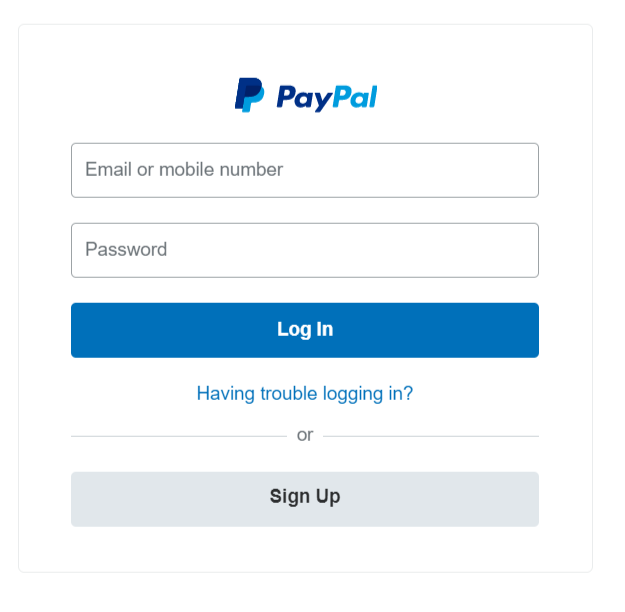 PayPal
Email or mobile number
Password
Log In
Having trouble logging in?
or
Sign Up